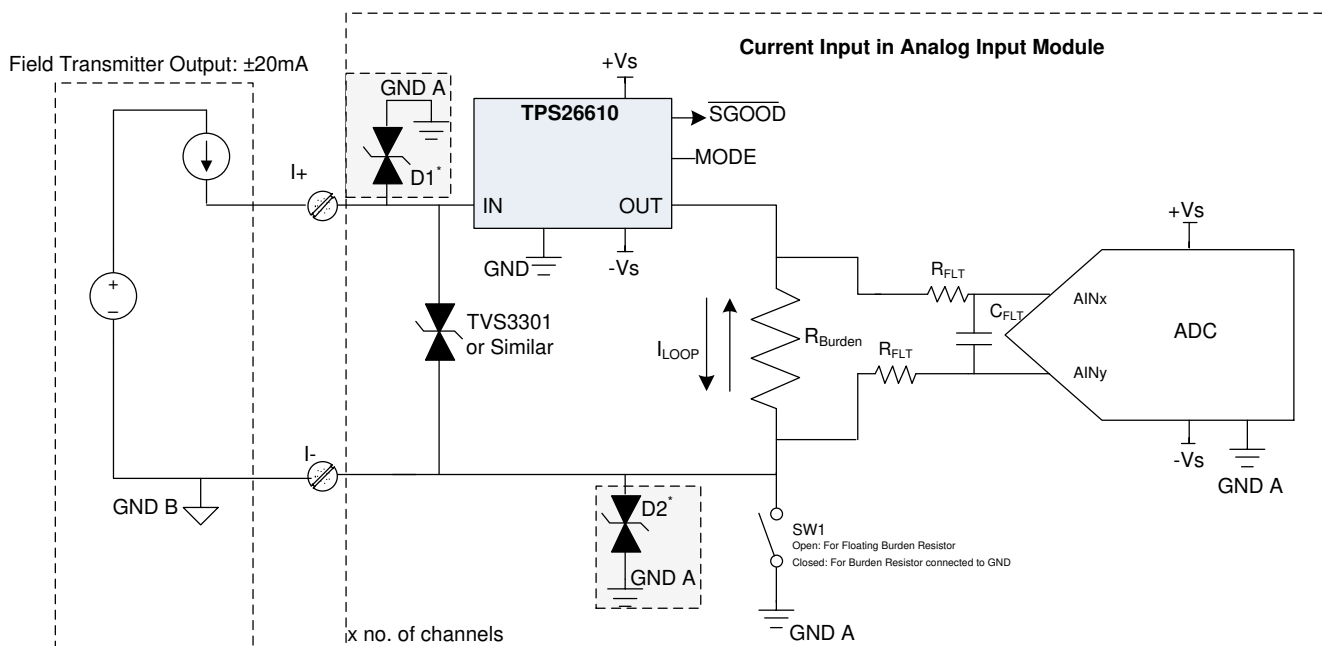 Current Input in Analog Input Module
Field Transmitter Output: ±20mA
+Vs
GND A
TPS26610
SGOOD
MODE
D1*
I+
IN
OUT
GND
-Vs
+
–
TVS3301
or Similar
ILOOP
RBurden
RFLT
RFLT
CFLT
+Vs
AINx
ADC
AINy
-Vs
GND A
I-
GND B
D2*
GND A
SW1
Open: For Floating Burden Resistor
Closed: For Burden Resistor connected to GND
GND A
x no. of channels